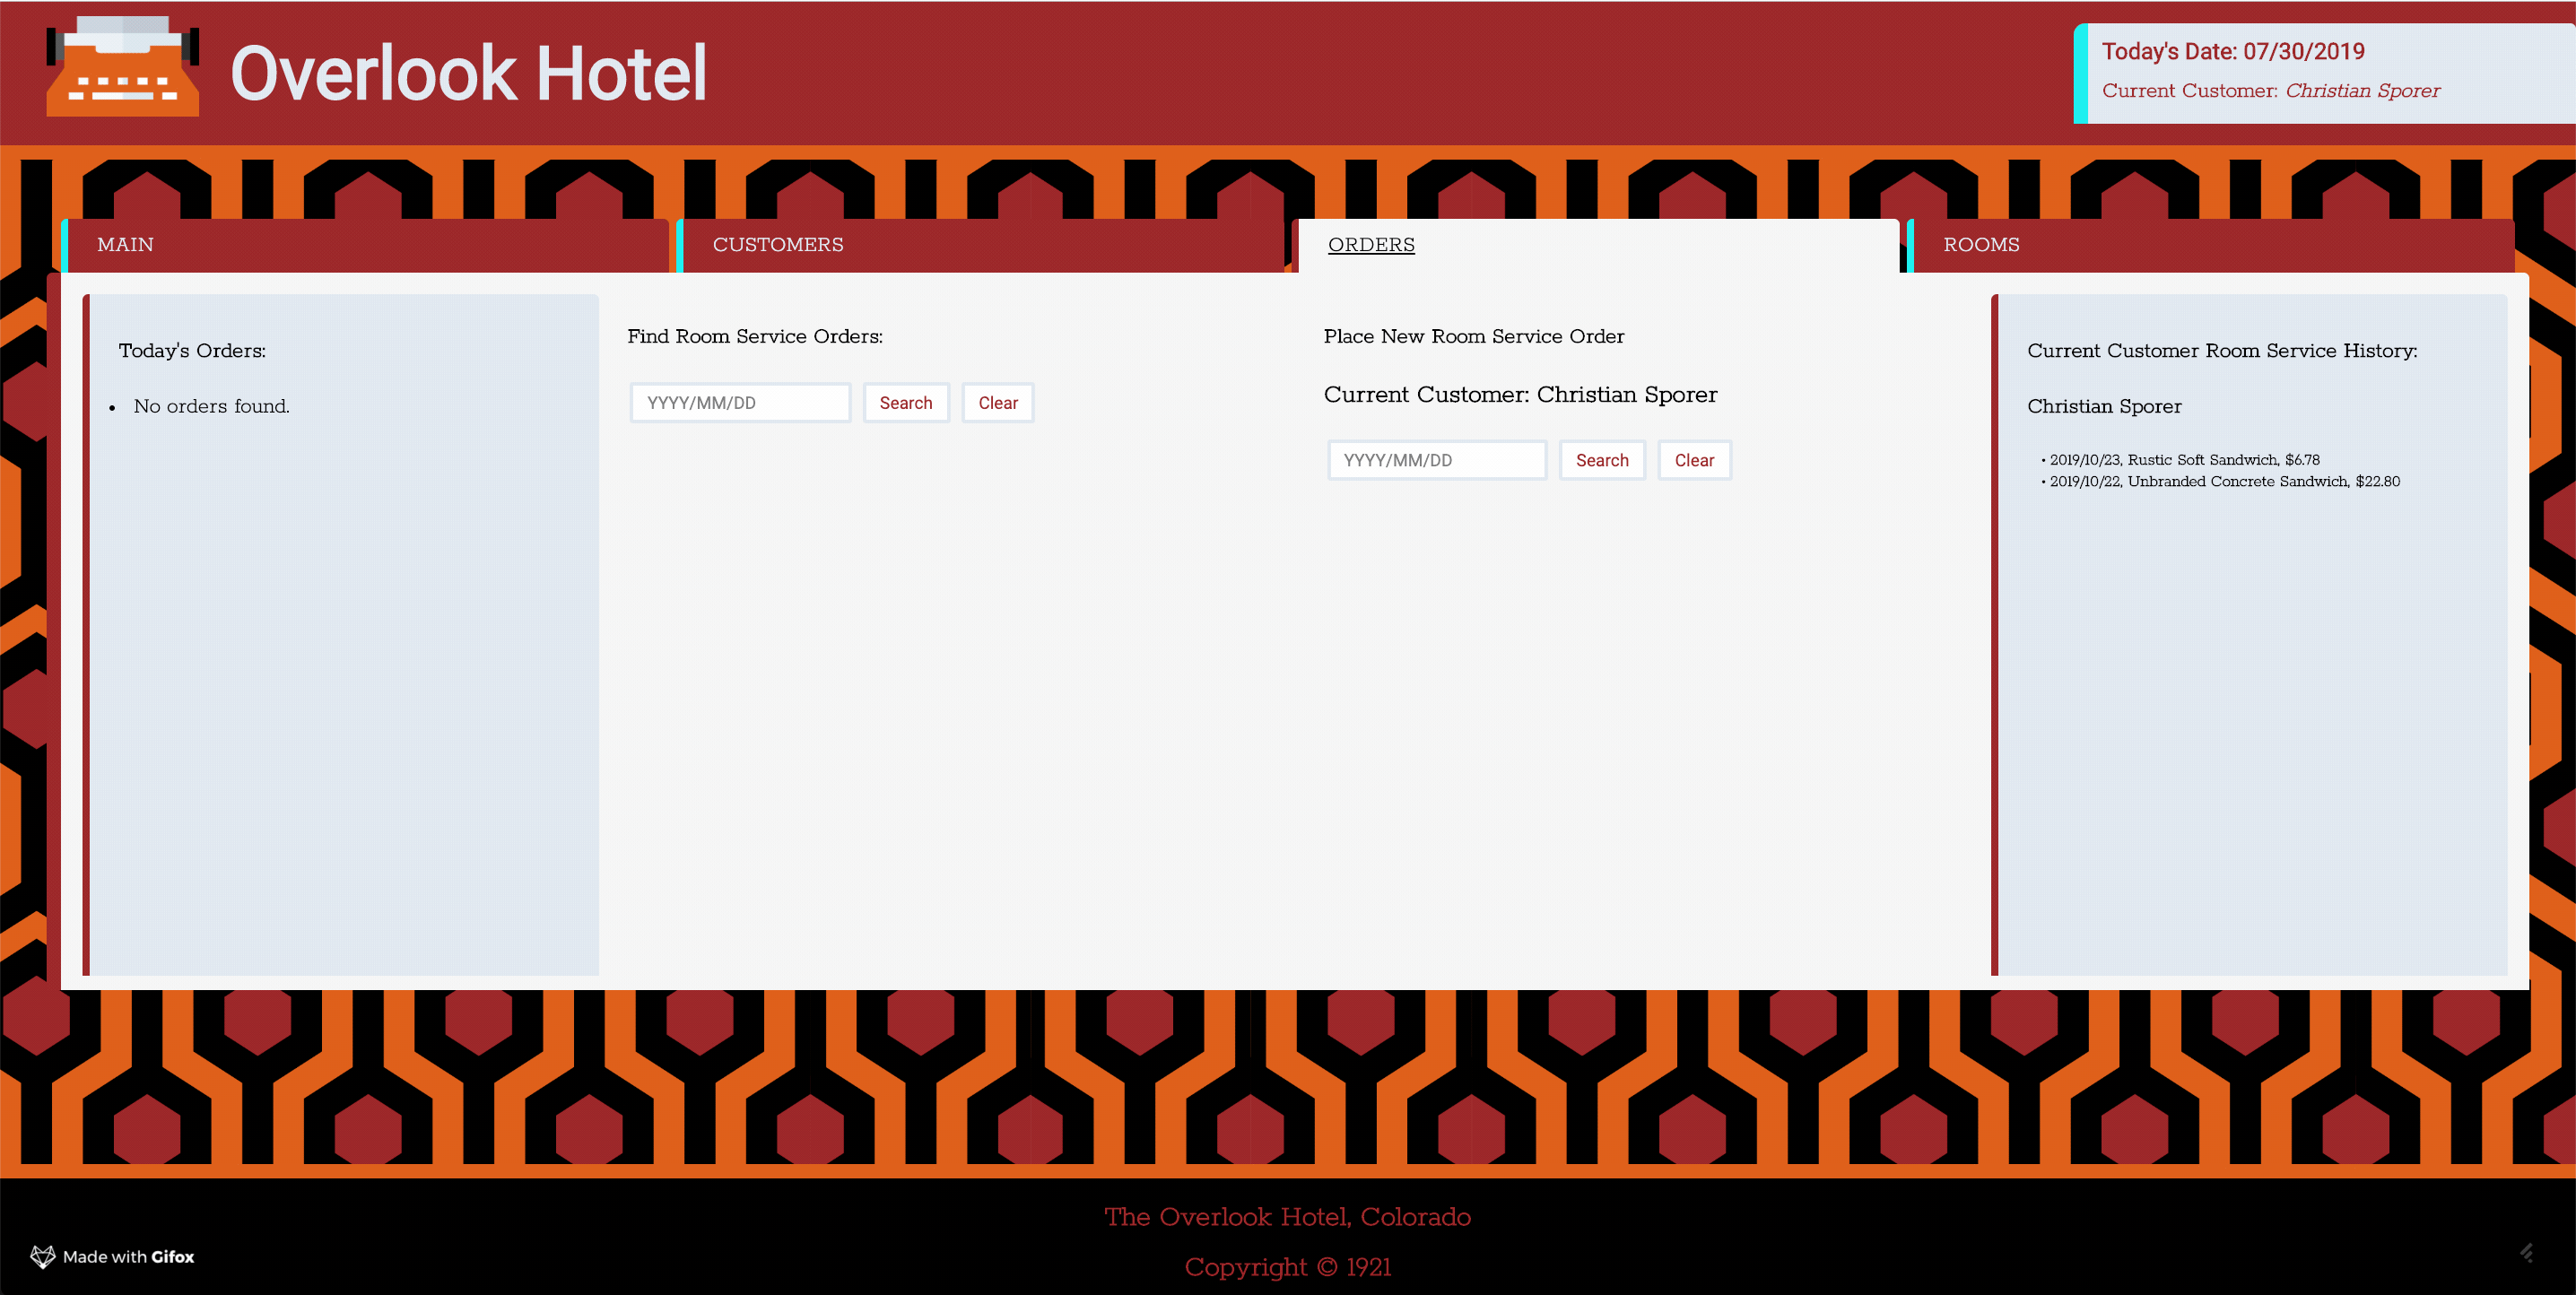 Overlook Hotel
Today's Date: 07/30/2019
Current Customer: Christian Sporer
MAIN
CUSTOMERS
ORDERS
ROOMS
Today's Orders:
• No orders found.
Find Room Service Orders:
YYYY/MM/DD Search Clear
Place New Room Service Order
Current Customer: Christian Sporer
YYYY/MM/DD Search Clear
Current Customer Room Service History:
Christian Sporer
• 2019/10/23, Rustic Soft Sandwich, $6.78
• 2019/10/22, Unbranded Concrete Sandwich, $22.80
The Overlook Hotel, Colorado
Copyright © 1921
Made with Gifox